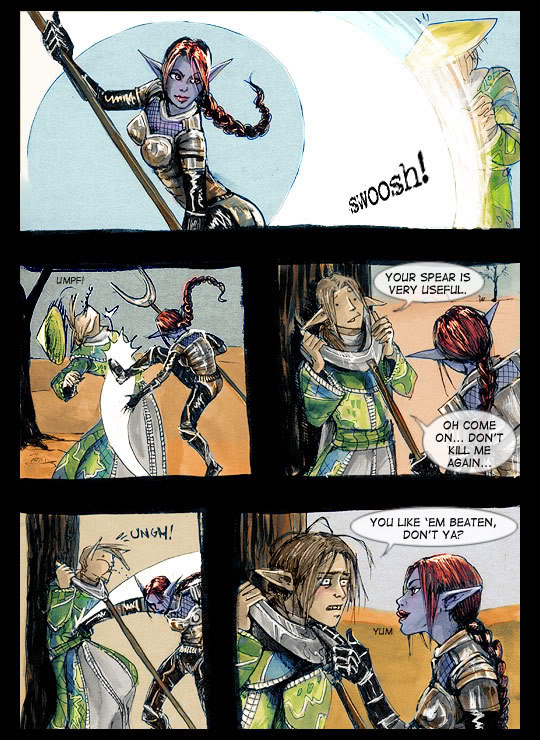 swoosh!
UMPF!
YOUR SPEAR IS
VERY USEFUL.
OH COME
ON... DON'T
KILL ME
AGAIN...
UNGH!
YOU LIKE 'EM BEATEN,
DON'T YA?
YUM